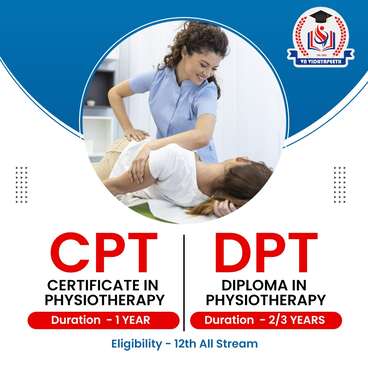 VS VIDHYAPEETH
CPT
CERTIFICATE IN
PHYSIOTHERAPY
Duration - 1 YEAR
DPT
DIPLOMA IN
PHYSIOTHERAPY
Duration - 2/3 YEARS
Eligibility - 12th All Stream